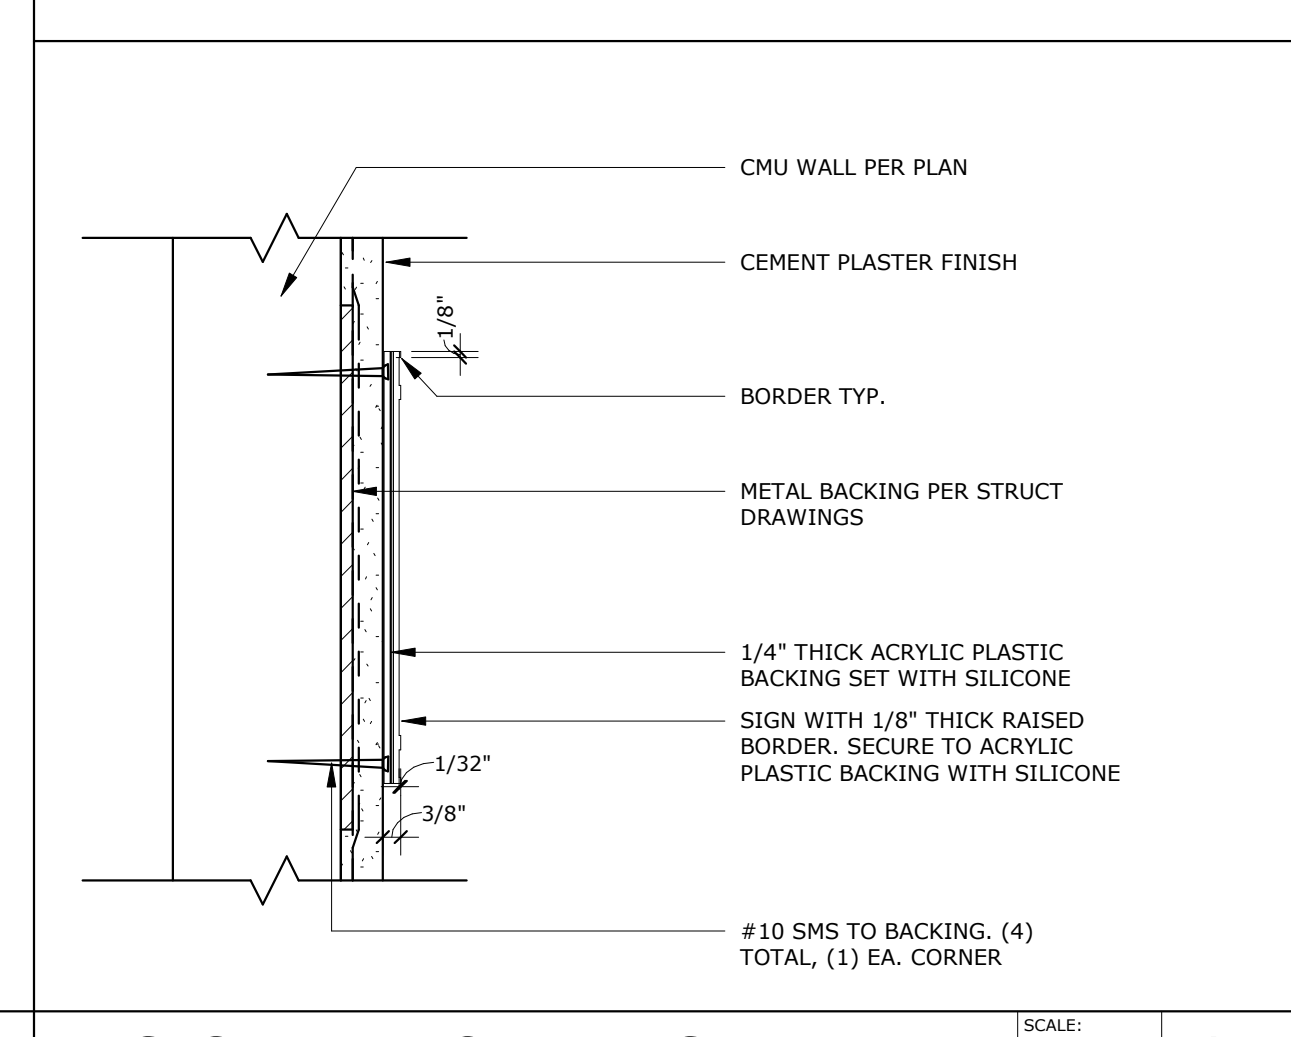 CMU WALL PER PLAN
CEMENT PLASTER FINISH
1/8"
BORDER TYP.
METAL BACKING PER STRUCT
DRAWINGS
1/4" THICK ACRYLIC PLASTIC
BACKING SET WITH SILICONE
SIGN WITH 1/8" THICK RAISED
BORDER. SECURE TO ACRYLIC
PLASTIC BACKING WITH SILICONE
1/32"
3/8"
#10 SMS TO BACKING. (4)
TOTAL, (1) EA. CORNER
SCALE: